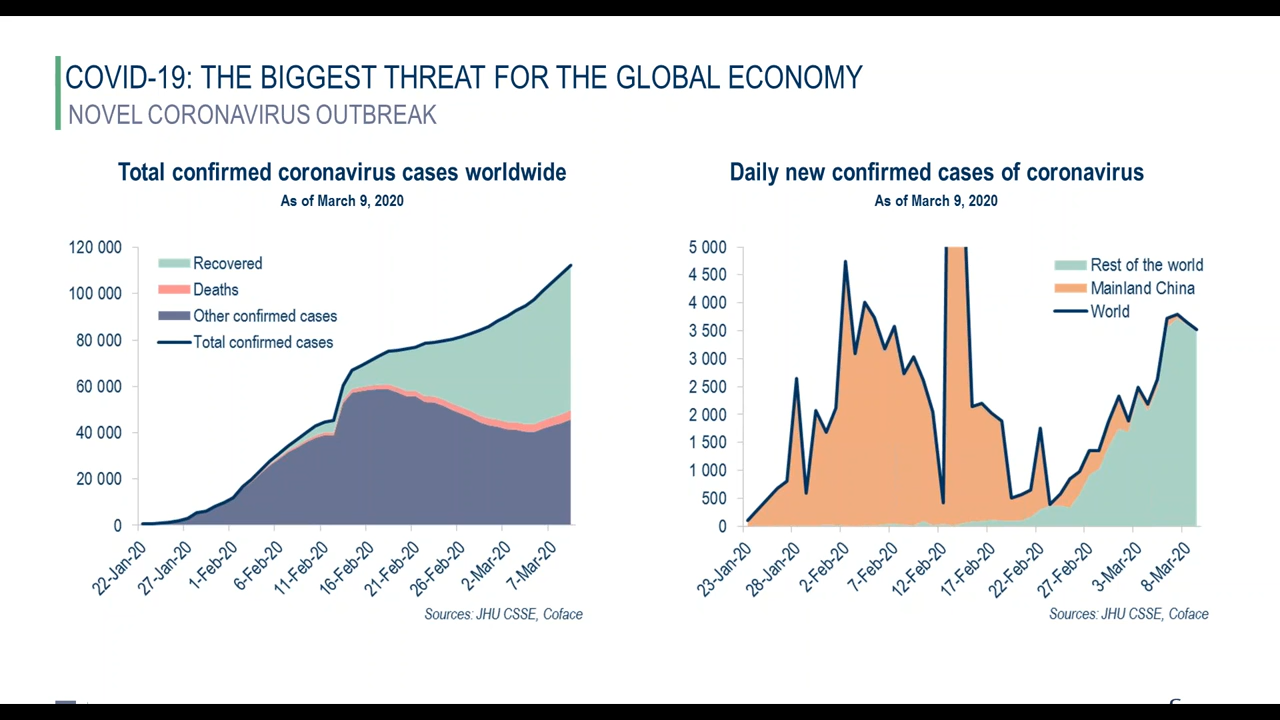 COVID-19: THE BIGGEST THREAT FOR THE GLOBAL ECONOMY
NOVEL CORONAVIRUS OUTBREAK
Total confirmed coronavirus cases worldwide
As of March 9, 2020
120 000
100 000
80 000
60 000
40 000
20 000
0
Recovered
Deaths
Other confirmed cases
Total confirmed cases
22-Jan-20
27-Jan-20
1-Feb-20
6-Feb-20
11-Feb-20
16-Feb-20
21-Feb-20
26-Feb-20
2-Mar-20
7-Mar-20
Sources: JHU CSSE, Coface
Daily new confirmed cases of coronavirus
As of March 9, 2020
5 000
4 500
4 000
3 500
3 000
2 500
2 000
1 500
1 000
500
0
Rest of the world
Mainland China
World
23-Jan-20
28-Jan-20
2-Feb-20
7-Feb-20
12-Feb-20
17-Feb-20
22-Feb-20
27-Feb-20
3-Mar-20
8-Mar-20
Sources: JHU CSSE, Coface